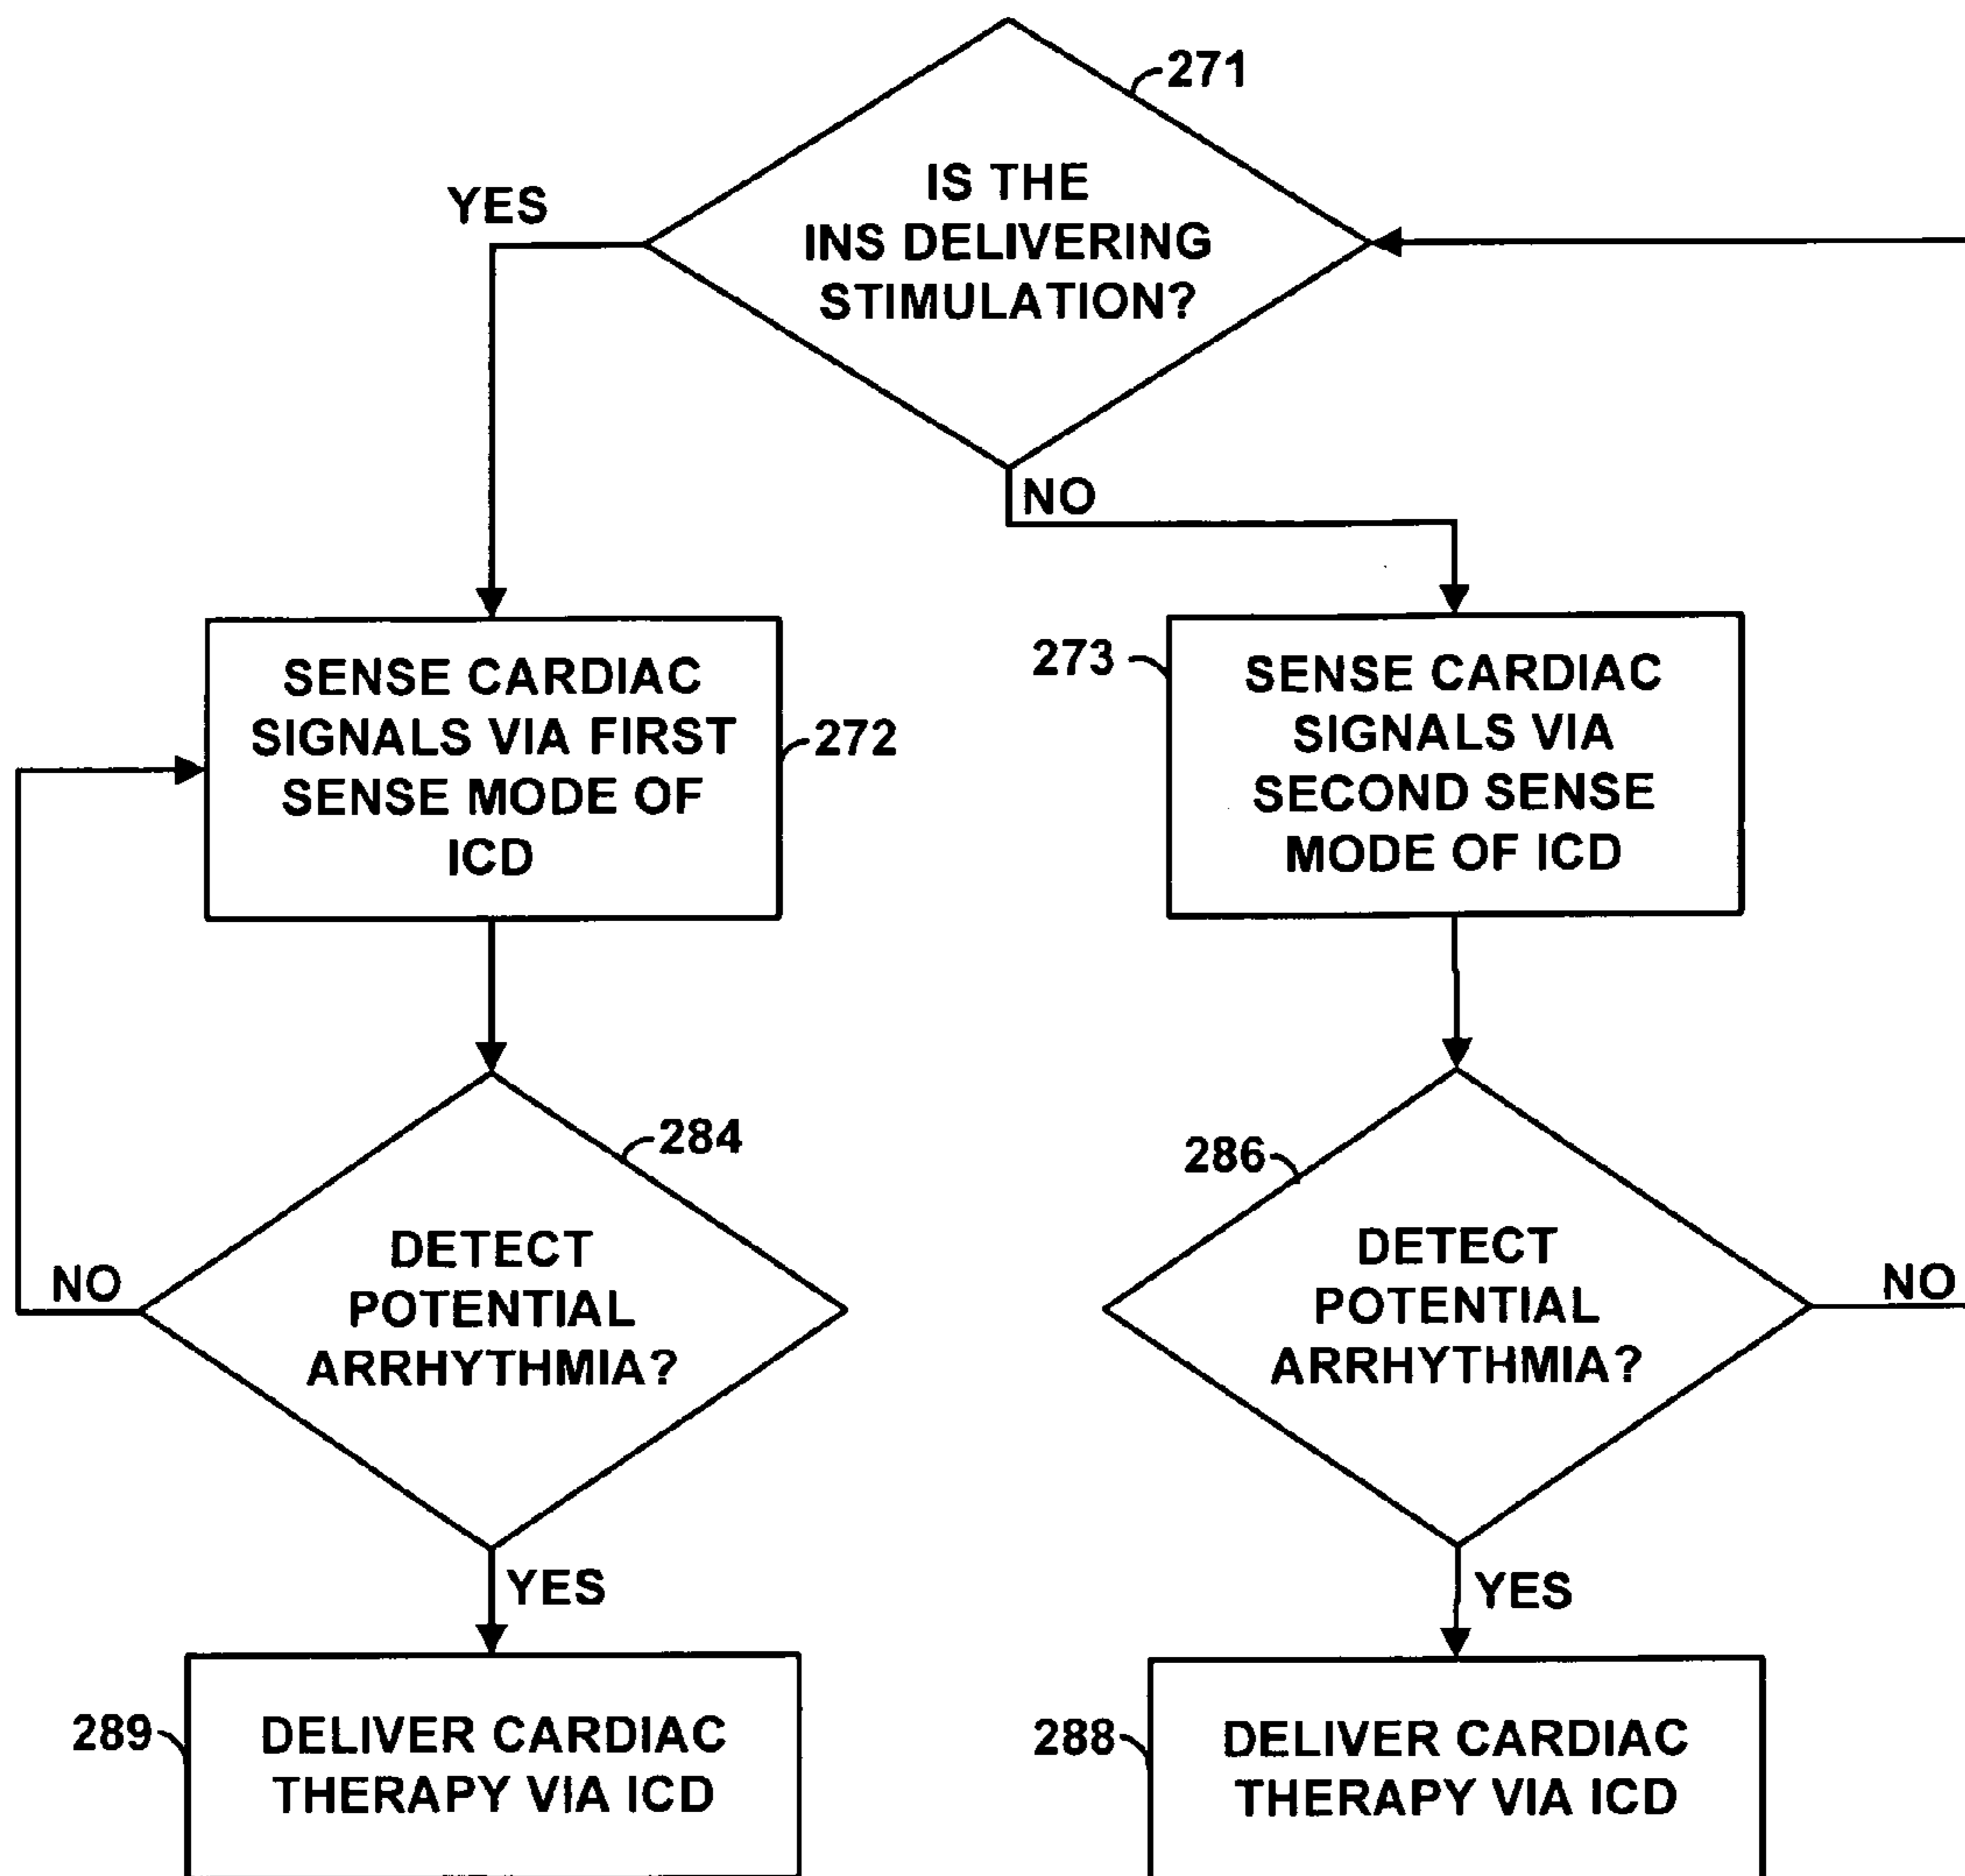 271
IS THE
INS DELIVERING
STIMULATION?
YES
NO
SENSE CARDIAC
SIGNALS VIA FIRST
SENSE MODE OF
ICD
272
273
SENSE CARDIAC
SIGNALS VIA
SECOND SENSE
MODE OF ICD
284
DETECT
POTENTIAL
ARRHYTHMIA?
NO
YES
286
DETECT
POTENTIAL
ARRHYTHMIA?
NO
YES
289
DELIVER CARDIAC
THERAPY VIA ICD
288
DELIVER CARDIAC
THERAPY VIA ICD